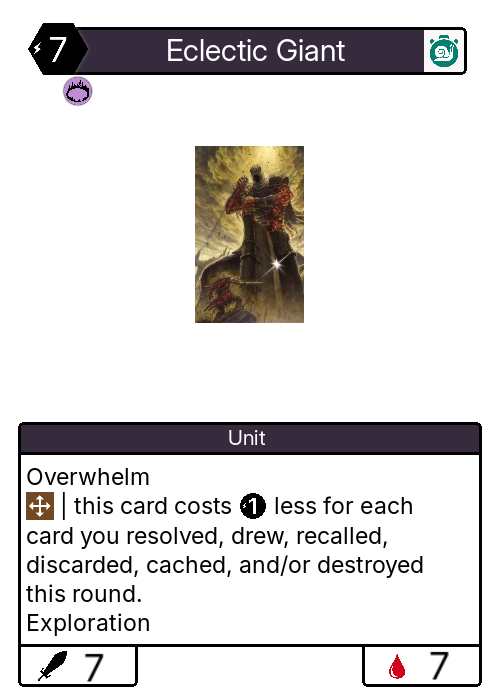 7 Eclectic Giant
Unit
Overwhelm
| this card costs 1 less for each
card you resolved, drew, recalled,
discarded, cached, and/or destroyed
this round.
Exploration
7 7